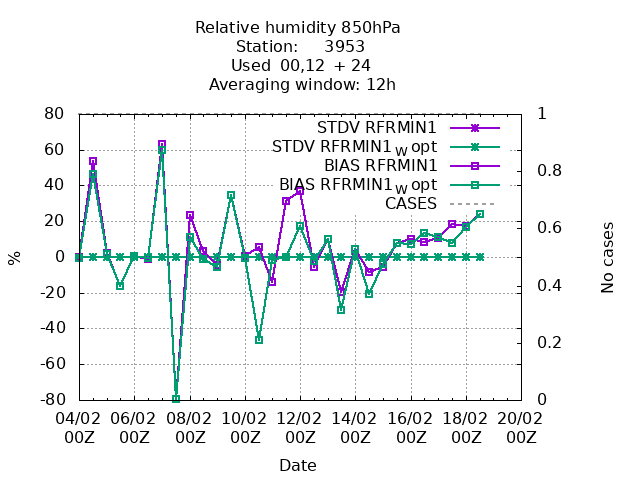 Relative humidity 850hPa
Station: 3953
Used 00,12 + 24
Averaging window: 12h
80
60
40
20
0
-20
-40
-60
-80
%
1
0.8
0.6
0.4
0.2
0
No cases
STDV RFRMIN1
STDV RFRMIN1_W opt
BIAS RFRMIN1
BIAS RFRMIN1_W opt
CASES
04/02 06/02 08/02 10/02 12/02 14/02 16/02 18/02 20/02
00Z 00Z 00Z 00Z 00Z 00Z 00Z 00Z 00Z
Date